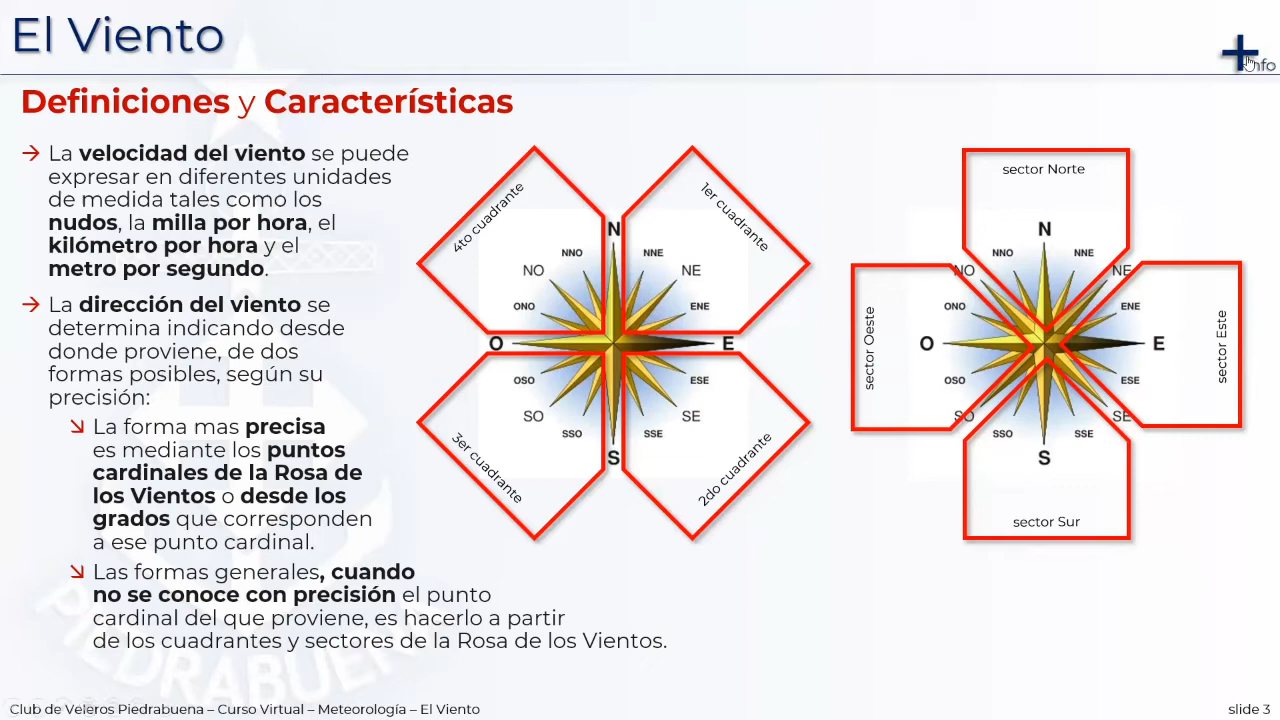 El Viento
info
Definiciones y Características
→ La velocidad del viento se puede
expresar en diferentes unidades
de medida tales como los
nudos, la milla por hora, el
kilómetro por hora y el
metro por segundo.
→ La dirección del viento se
determina indicando desde
donde proviene, de dos
formas posibles, según su
precisión:
La forma mas precisa
es mediante los puntos
cardinales de la Rosa de
los Vientos o desde los
grados que corresponden
a ese punto cardinal.
Las formas generales, cuando
no se conoce con precisión el punto
cardinal del que proviene, es hacerlo a partir
de los cuadrantes y sectores de la Rosa de los Vientos.
4to cuadrante
1er cuadrante
N
NNO
NNE
NO
NE
ONO
ENE
O
E
OSO
ESE
SO
SE
SSO
SSE
S
3er cuadrante
2do cuadrante
sector Norte
N
NNO
NNE
NO
NE
ONO
ENE
sector Oeste
O
E
sector Este
OSO
ESE
SO
SE
SSO
SSE
S
sector Sur
PIEDRABUENA
Club de Veleros Piedrabuena – Curso Virtual – Meteorología – El Viento
slide 3